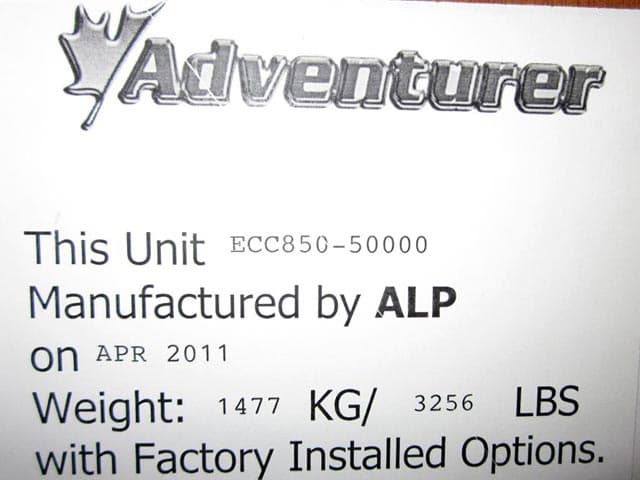 Adventurer
This Unit ECC850-50000
Manufactured by ALP
on APR 2011
Weight: 1477 KG/ 3256 LBS
with Factory Installed Options.